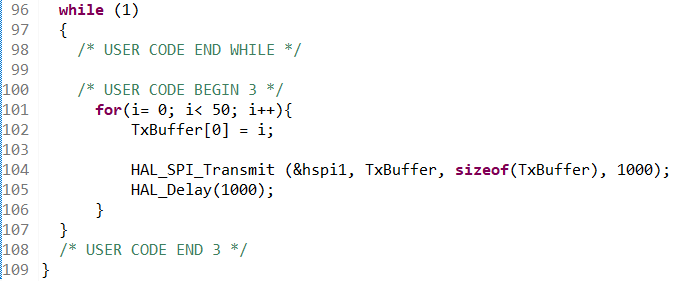 96 while (1)
97 {
98 /* USER CODE END WHILE */
99
100 /* USER CODE BEGIN 3 */
101 for(i= 0; i< 50; i++){
102 TxBuffer[0] = i;
103
104 HAL_SPI_Transmit (&hspi1, TxBuffer, sizeof(TxBuffer), 1000);
105 HAL_Delay(1000);
106 }
107 }
108 /* USER CODE END 3 */
109 }